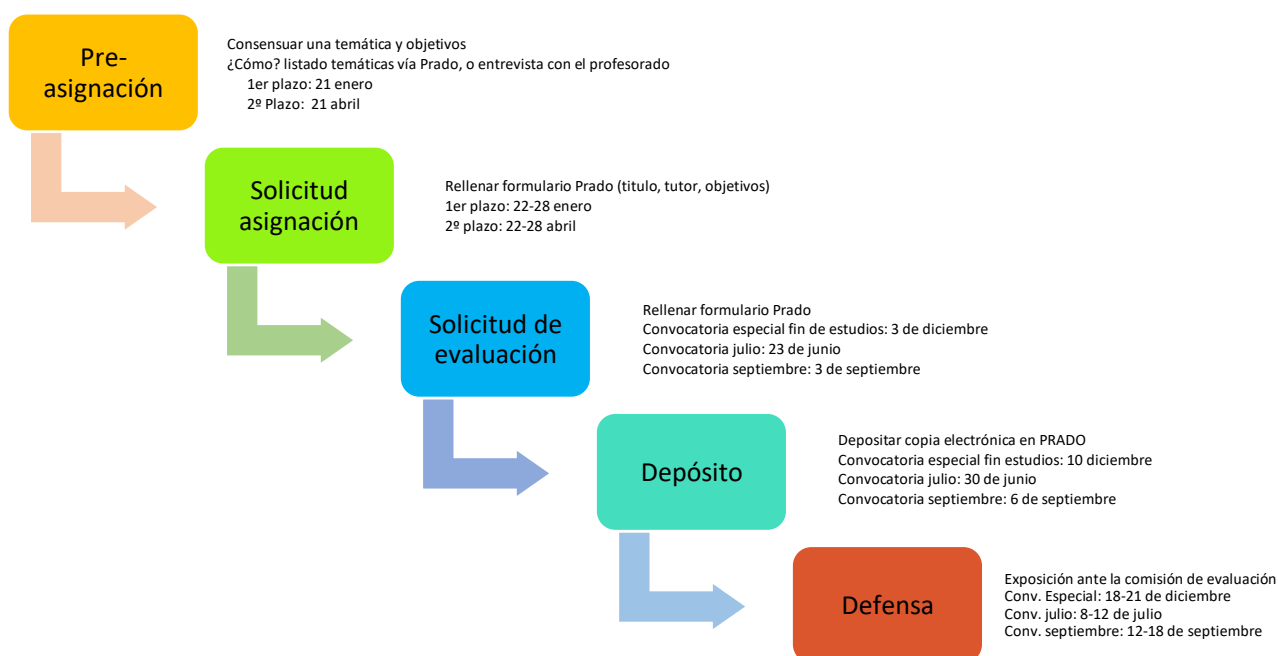 Pre-
asignación
Consensuar una temática y objetivos
¿Cómo? listado temáticas vía Prado, o entrevista con el profesorado
1er plazo: 21 enero
2º Plazo: 21 abril
Solicitud
asignación
Rellenar formulario Prado (titulo, tutor, objetivos)
1er plazo: 22-28 enero
2º plazo: 22-28 abril
Solicitud de
evaluación
Rellenar formulario Prado
Convocatoria especial fin de estudios: 3 de diciembre
Convocatoria julio: 23 de junio
Convocatoria septiembre: 3 de septiembre
Depósito
Depositar copia electrónica en PRADO
Convocatoria especial fin estudios: 10 diciembre
Convocatoria julio: 30 de junio
Convocatoria septiembre: 6 de septiembre
Defensa
Exposición ante la comisión de evaluación
Conv. Especial: 18-21 de diciembre
Conv. julio: 8-12 de julio
Conv. septiembre: 12-18 de septiembre